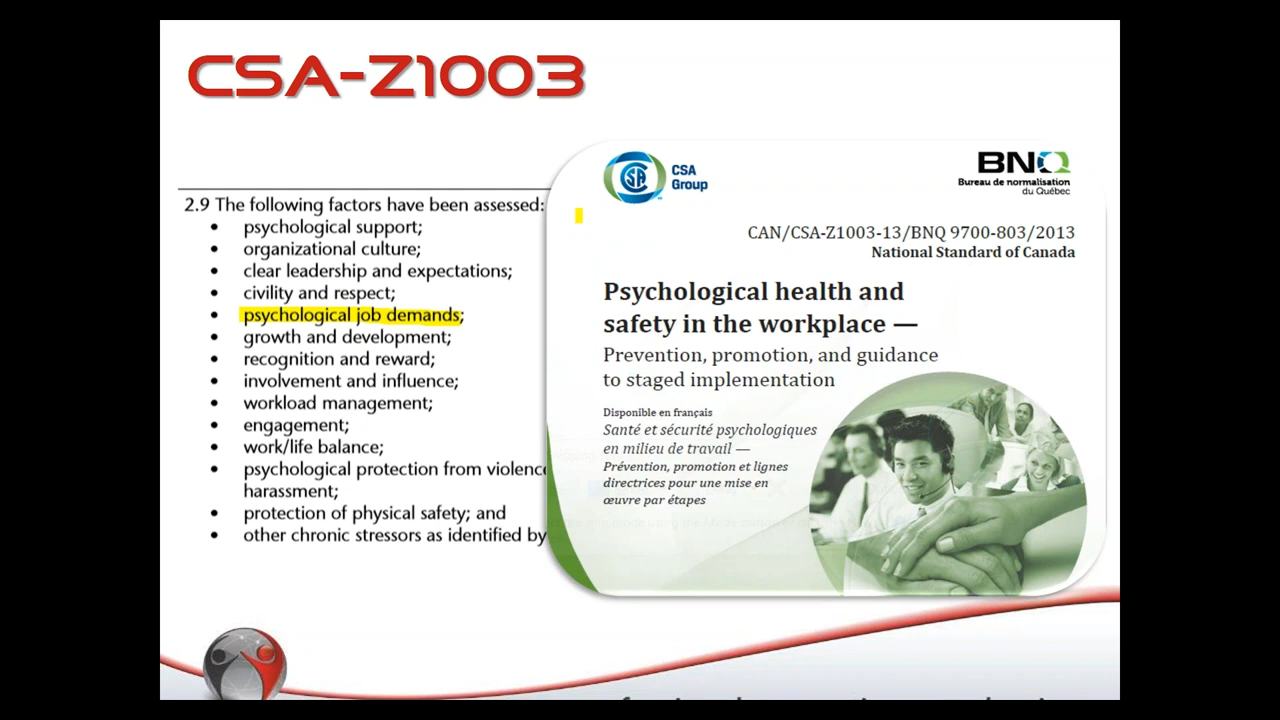 CSA-Z1003
2.9 The following factors have been assessed:
• psychological support;
• organizational culture;
• clear leadership and expectations;
• civility and respect;
• psychological job demands;
• growth and development;
• recognition and reward;
• involvement and influence;
• workload management;
• engagement;
• work/life balance;
• psychological protection from violence
harassment;
• protection of physical safety; and
• other chronic stressors as identified by
CSA
CSA
Group
BNQ
Bureau de normalisation
du Québec
CAN/CSA-Z1003-13/BNQ 9700-803/2013
National Standard of Canada
Psychological health and
safety in the workplace —
Prevention, promotion, and guidance
to staged implementation
Disponible en français
Santé et sécurité psychologiques
en milieu de travail —
Prévention, promotion et lignes
directrices pour une mise en
œuvre par étapes